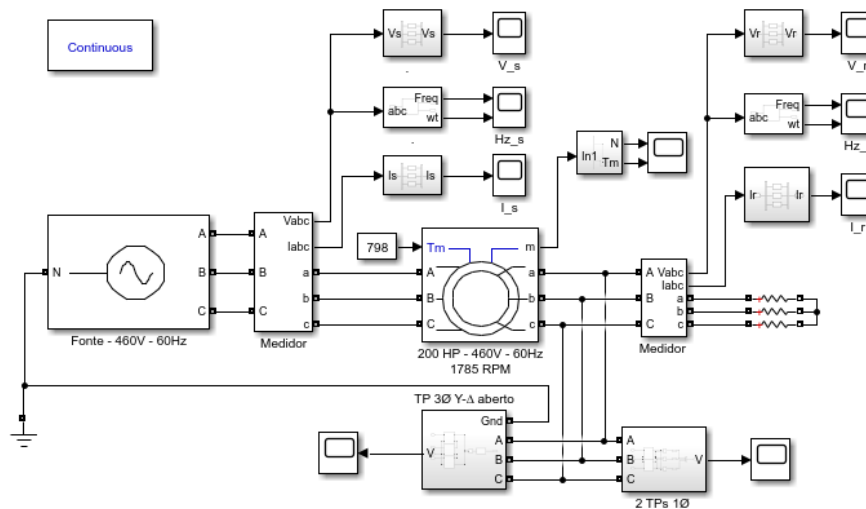 Continuous
Vs Vs
V_s
abc Freq wt
Hz_s
Is Is
I_s
In1 N Tm
Vr Vr
abc Freq wt
Ir Ir
N A B C
Fonte - 460V - 60Hz
A B C Vabc Iabc a b c
Medidor
798
Tm m
A B C a b c
200 HP - 460V - 60Hz
1785 RPM
A B C Vabc Iabc a b c
Medidor
TP 3Ø Y-Δ aberto
V Gnd A B C
A B C V
2 TPs 1Ø